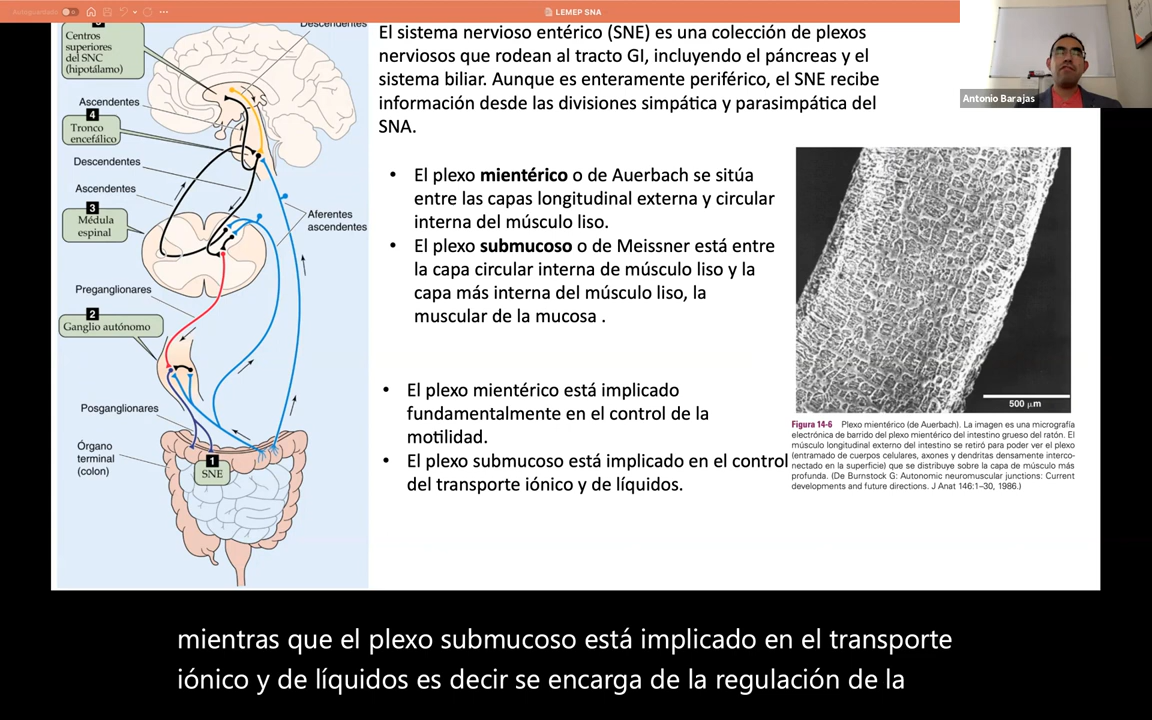 Autoguardado
LEMEP SNA
Antonio Barajas
Descendentes
Centros
superiores
del SNC
(hipotálamo)
Ascendentes
4
Tronco
encefálico
Descendentes
Ascendentes
3
Médula
espinal
Aferentes
ascendentes
Preganglionares
2
Ganglio autónomo
Posganglionares
Órgano
terminal
(colon)
1
SNE
El sistema nervioso entérico (SNE) es una colección de plexos
nerviosos que rodean al tracto GI, incluyendo el páncreas y el
sistema biliar. Aunque es enteramente periférico, el SNE recibe
información desde las divisiones simpática y parasimpática del
SNA.
• El plexo mientérico o de Auerbach se sitúa
entre las capas longitudinal externa y circular
interna del músculo liso.
• El plexo submucoso o de Meissner está entre
la capa circular interna de músculo liso y la
capa más interna del músculo liso, la
muscular de la mucosa .
• El plexo mientérico está implicado
fundamentalmente en el control de la
motilidad.
• El plexo submucoso está implicado en el control
del transporte iónico y de líquidos.
500 µm
Figura 14-6 Plexo mientérico (de Auerbach). La imagen es una micrografía
electrónica de barrido del plexo mientérico del intestino grueso del ratón. El
músculo longitudinal externo del intestino se retiró para poder ver el plexo
(entramado de cuerpos celulares, axones y dendritas densamente interco-
nectado en la superficie) que se distribuye sobre la capa de músculo más
profunda. (De Burnstock G: Autonomic neuromuscular junctions: Current
developments and future directions. J Anat 146:1–30, 1986.)
mientras que el plexo submucoso está implicado en el transporte
iónico y de líquidos es decir se encarga de la regulación de la